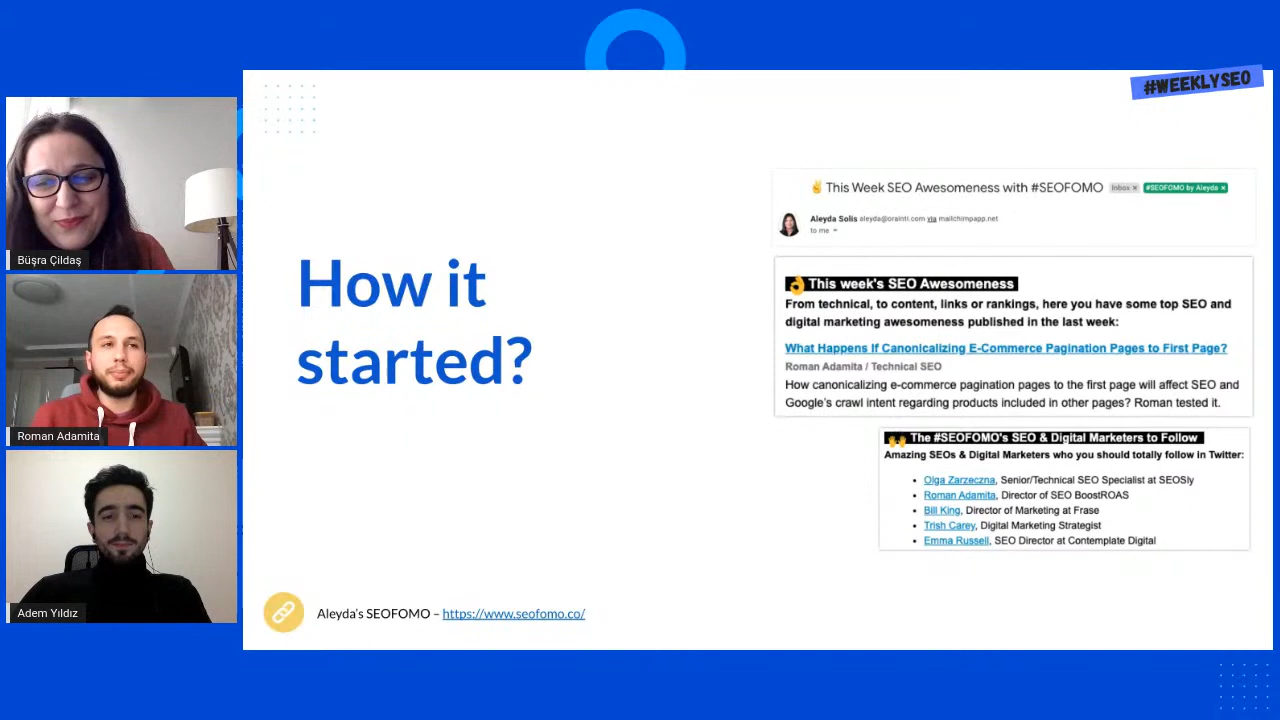 #WEEKLYSEO
Büşra Çildaş
Roman Adamita
Adem Yıldız
How it
started?
Aleyda's SEOFOMO – https://www.seofomo.co/
✌ This Week SEO Awesomeness with #SEOFOMO Inbox × #SEOFOMO by Aleyda ×
Aleyda Solis aleyda@orainti.com via mailchimpapp.net
to me
👌 This week's SEO Awesomeness
From technical, to content, links or rankings, here you have some top SEO and
digital marketing awesomeness published in the last week:
What Happens If Canonicalizing E-Commerce Pagination Pages to First Page?
Roman Adamita / Technical SEO
How canonicalizing e-commerce pagination pages to the first page will affect SEO and
Google's crawl intent regarding products included in other pages? Roman tested it.
🙌 The #SEOFOMO's SEO & Digital Marketers to Follow
Amazing SEOs & Digital Marketers who you should totally follow in Twitter:
• Olga Zarzeczna, Senior/Technical SEO Specialist at SEOSly
• Roman Adamita, Director of SEO BoostROAS
• Bill King, Director of Marketing at Frase
• Trish Carey, Digital Marketing Strategist
• Emma Russell, SEO Director at Contemplate Digital